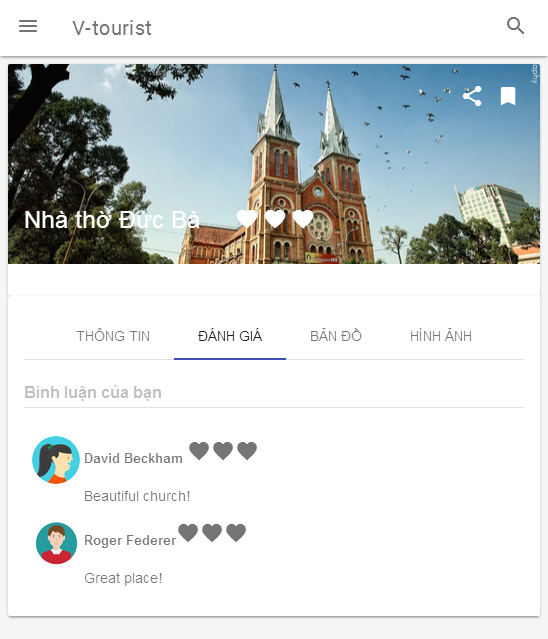 V-tourist
Nhà thờ Đức Bà
THÔNG TIN
ĐÁNH GIÁ
BẢN ĐỒ
HÌNH ẢNH
Bình luận của bạn
David Beckham
Beautiful church!
Roger Federer
Great place!